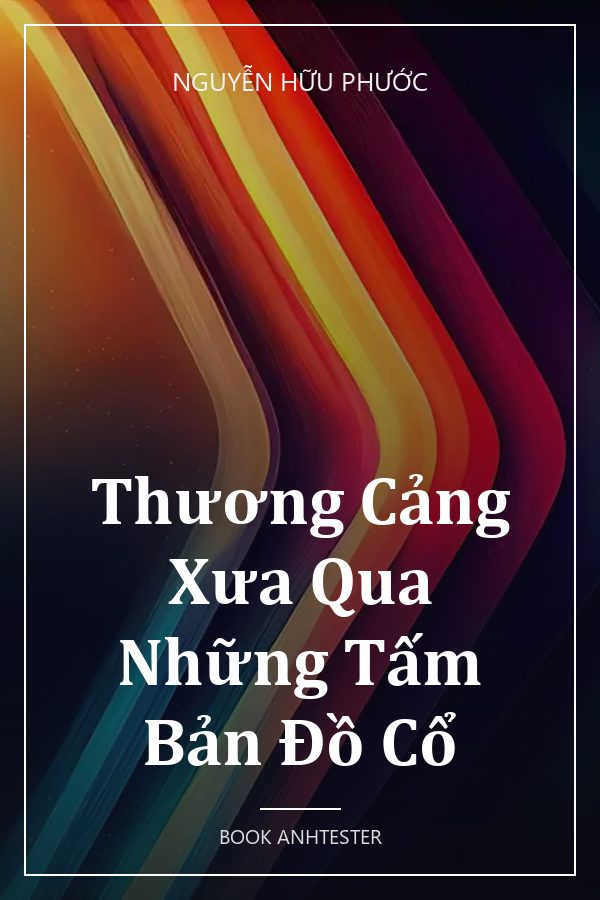 NGUYỄN HỮU PHƯỚC
Thương Cảng
Xưa Qua
Những Tấm
Bản Đồ Cổ
BOOK ANHTESTER